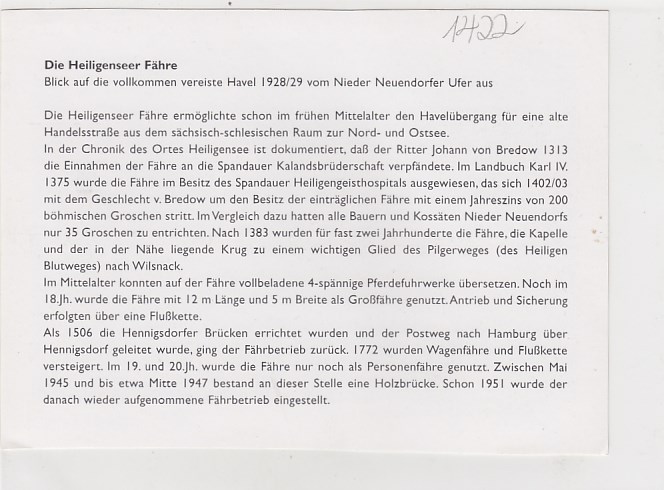 1422
Die Heiligenseer Fähre
Blick auf die vollkommen vereiste Havel 1928/29 vom Nieder Neuendorfer Ufer aus
Die Heiligenseer Fähre ermöglichte schon im frühen Mittelalter den Havelübergang für eine alte
Handelsstraße aus dem sächsisch-schlesischen Raum zur Nord- und Ostsee.
In der Chronik des Ortes Heiligensee ist dokumentiert, daß der Ritter Johann von Bredow 1313
die Einnahmen der Fähre an die Spandauer Kalandsbrüderschaft verpfändete. Im Landbuch Karl IV.
1375 wurde die Fähre im Besitz des Spandauer Heiligengeisthospitals ausgewiesen, das sich 1402/03
mit dem Geschlecht v. Bredow um den Besitz der einträglichen Fähre mit einem Jahreszins von 200
böhmischen Groschen stritt. Im Vergleich dazu hatten alle Bauern und Kossäten Nieder Neuendorfs
nur 35 Groschen zu entrichten. Nach 1383 wurden für fast zwei Jahrhunderte die Fähre, die Kapelle
und der in der Nähe liegende Krug zu einem wichtigen Glied des Pilgerweges (des Heiligen
Blutweges) nach Wilsnack.
Im Mittelalter konnten auf der Fähre vollbeladene 4-spännige Pferdefuhrwerke übersetzen. Noch im
18.Jh. wurde die Fähre mit 12 m Länge und 5 m Breite als Großfähre genutzt. Antrieb und Sicherung
erfolgten über eine Flußkette.
Als 1506 die Hennigsdorfer Brücken errichtet wurden und der Postweg nach Hamburg über
Hennigsdorf geleitet wurde, ging der Fährbetrieb zurück. 1772 wurden Wagenfähre und Flußkette
versteigert. Im 19. und 20.Jh. wurde die Fähre nur noch als Personenfähre genutzt. Zwischen Mai
1945 und bis etwa Mitte 1947 bestand an dieser Stelle eine Holzbrücke. Schon 1951 wurde der
danach wieder aufgenommene Fährbetrieb eingestellt.